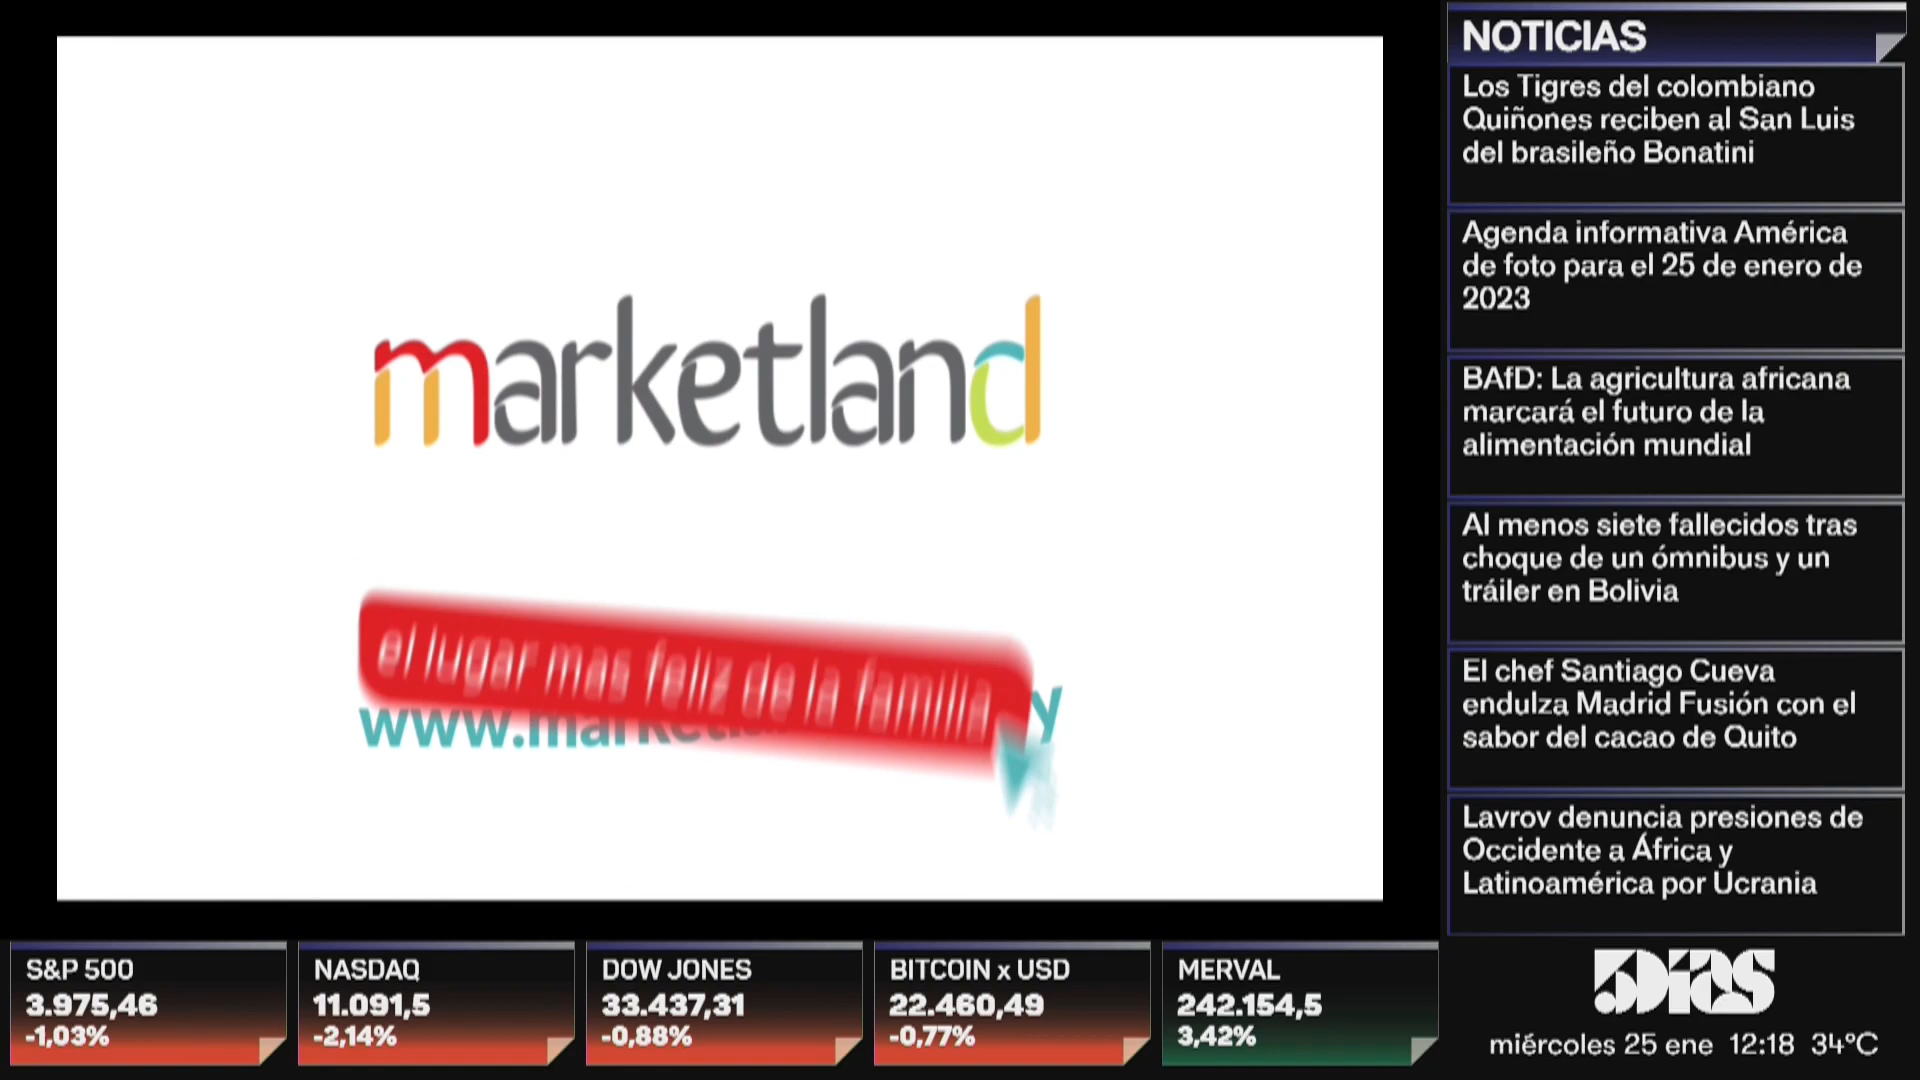 marketland
el lugar mas feliz de la familia
y
NOTICIAS
Los Tigres del colombiano
Quiñones reciben al San Luis
del brasileño Bonatini
Agenda informativa América
de foto para el 25 de enero de
2023
BAfD: La agricultura africana
marcará el futuro de la
alimentación mundial
Al menos siete fallecidos tras
choque de un ómnibus y un
tráiler en Bolivia
El chef Santiago Cueva
endulza Madrid Fusión con el
sabor del cacao de Quito
Lavrov denuncia presiones de
Occidente a África y
Latinoamérica por Ucrania
S&P 500
3.975,46
-1,03%
NASDAQ
11.091,5
-2,14%
DOW JONES
33.437,31
-0,88%
BITCOIN x USD
22.460,49
-0,77%
MERVAL
242.154,5
3,42%
5DIAS
miércoles 25 ene 12:18 34°C